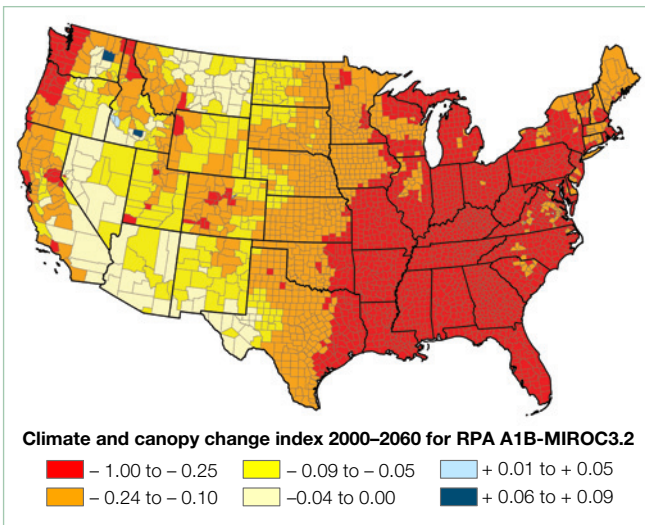 Climate and canopy change index 2000–2060 for RPA A1B-MIROC3.2
– 1.00 to – 0.25
– 0.09 to – 0.05
+ 0.01 to + 0.05
– 0.24 to – 0.10
–0.04 to 0.00
+ 0.06 to + 0.09